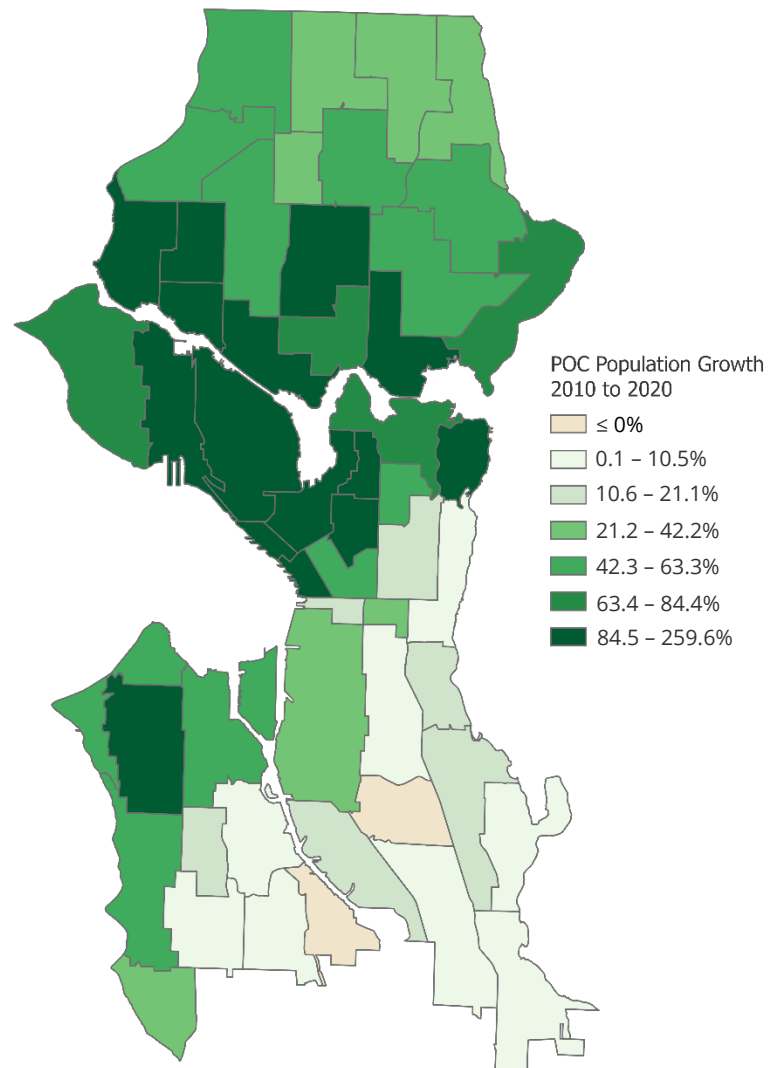 POC Population Growth
2010 to 2020
≤ 0%
0.1 – 10.5%
10.6 – 21.1%
21.2 – 42.2%
42.3 – 63.3%
63.4 – 84.4%
84.5 – 259.6%